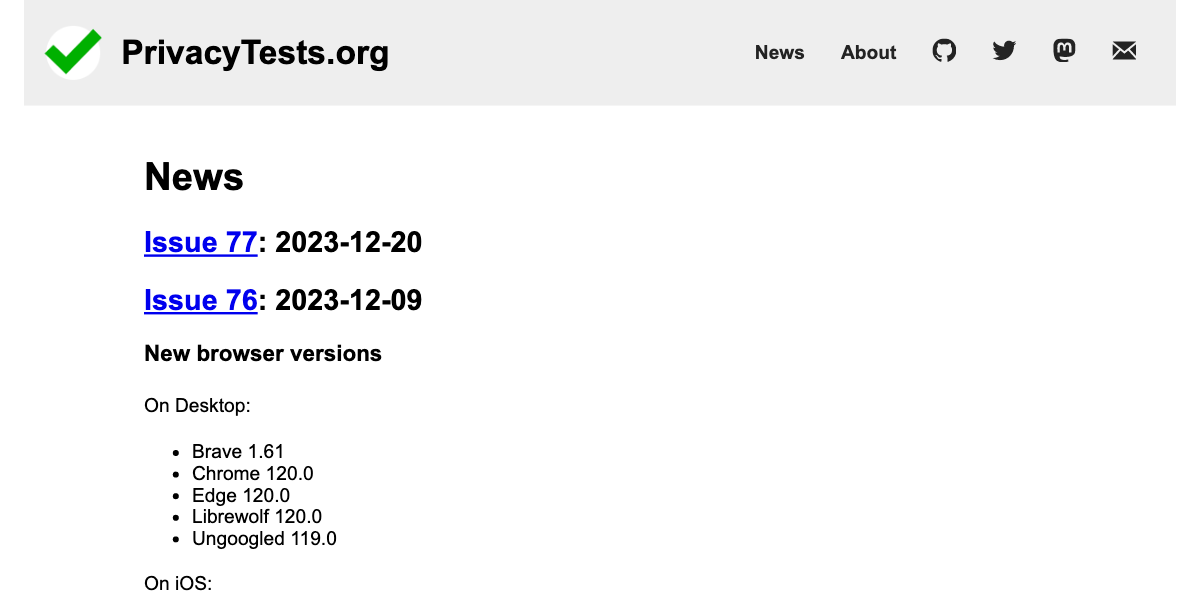 PrivacyTests.org
News About
News
Issue 77: 2023-12-20
Issue 76: 2023-12-09
New browser versions
On Desktop:
• Brave 1.61
• Chrome 120.0
• Edge 120.0
• Librewolf 120.0
• Ungoogled 119.0
On iOS: